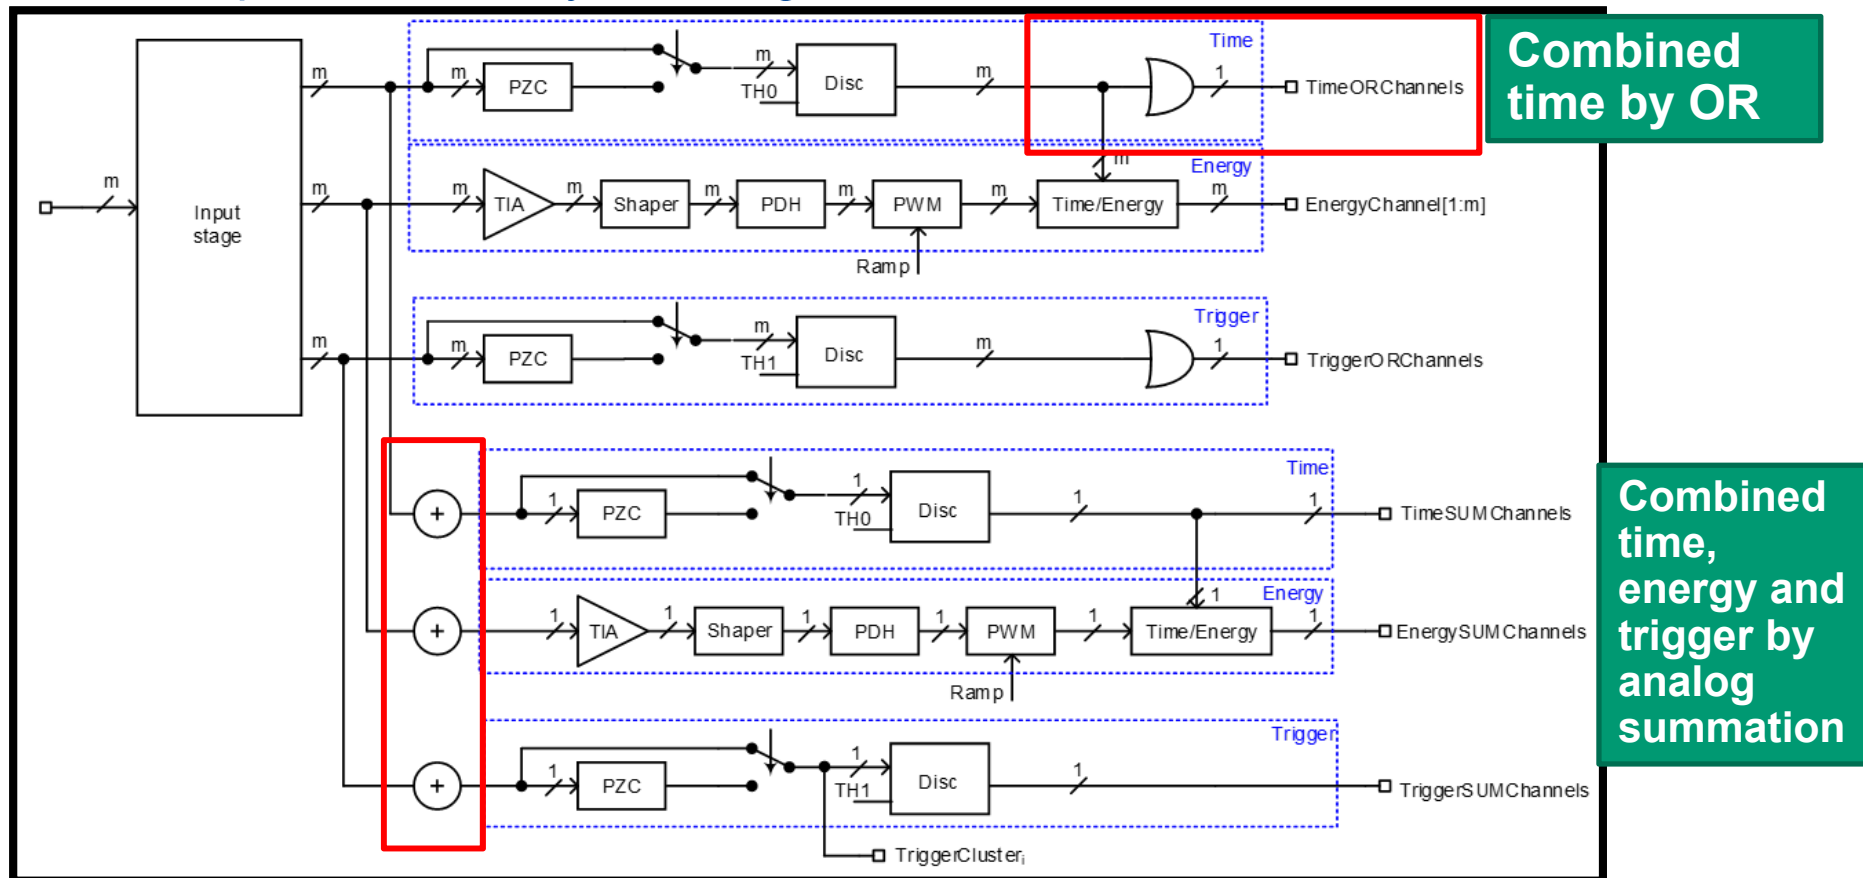 Time
m
m
m
m
m
1
PZC
TH0
Disc
TimeORChannels
Combined
time by OR
m
Energy
m
m
m
m
m
m
m
m
m
Input
stage
TIA
Shaper
PDH
PWM
Time/Energy
EnergyChannel[1:m]
Ramp
Trigger
m
m
m
m
1
PZC
TH1
Disc
TriggerORChannels
Time
1
1
1
1
+
PZC
TH0
Disc
TimeSUMChannels
Combined
time,
energy and
trigger by
analog
summation
1
Energy
1
1
1
1
1
1
+
TIA
Shaper
PDH
PWM
Time/Energy
EnergySUMChannels
Ramp
Trigger
1
1
1
+
PZC
TH1
Disc
TriggerSUMChannels
TriggerClusteri